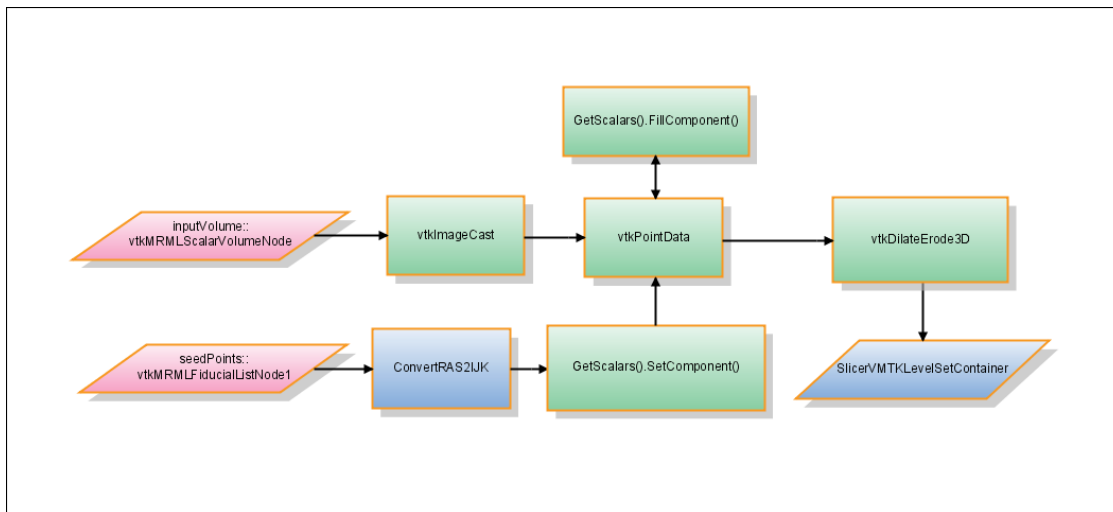 GetScalars().FillComponent()
inputVolume::
vtkMRMLScalarVolumeNode
vtkImageCast
vtkPointData
vtkDilateErode3D
seedPoints::
vtkMRMLFiducialListNode1
ConvertRAS2IJK
GetScalars().SetComponent()
SlicerVMTKLevelSetContainer